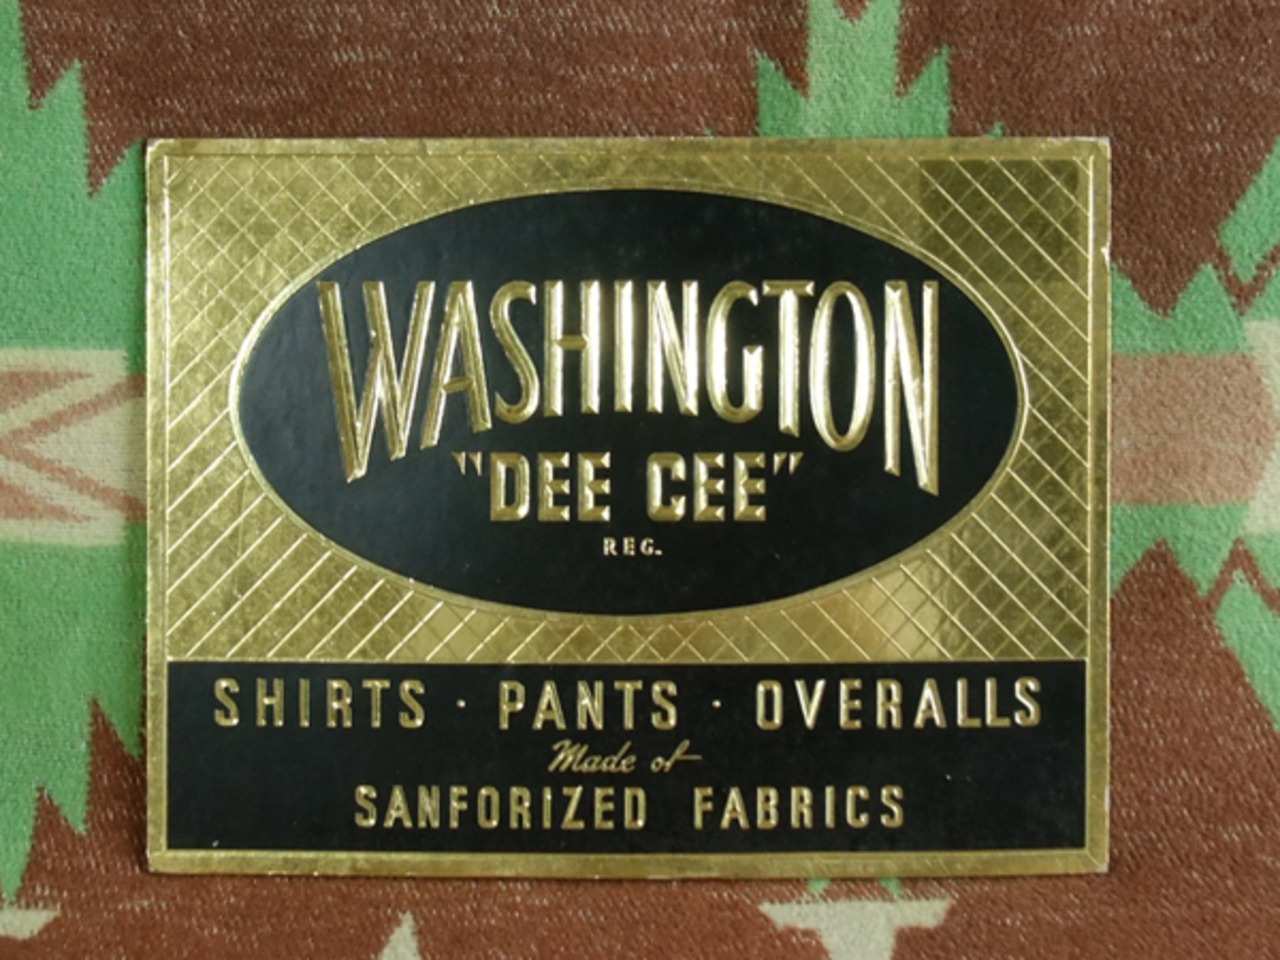 WASHINGTON
"DEE CEE"
REG.
SHIRTS · PANTS · OVERALLS
Made of
SANFORIZED FABRICS